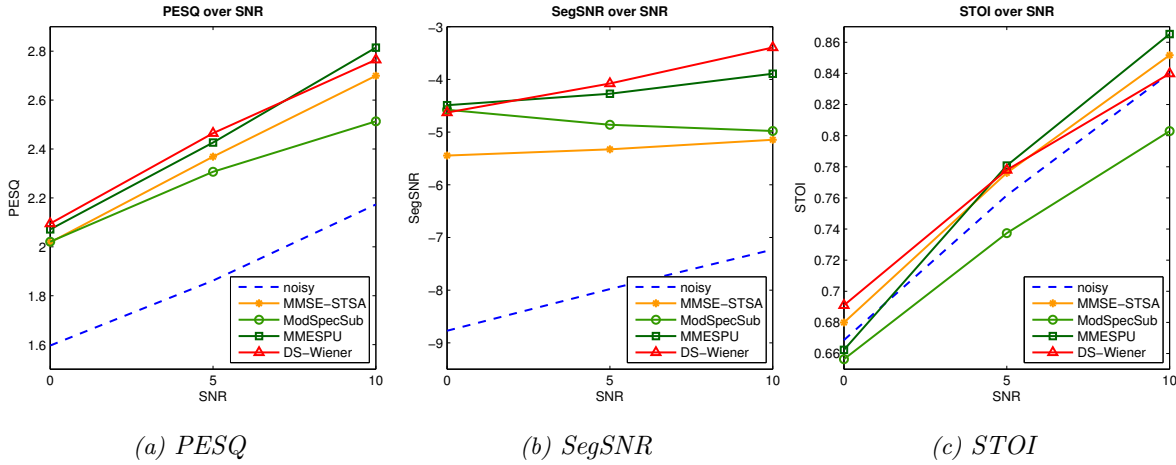 PESQ over SNR
2.8
2.6
2.4
2.2
2
1.8
1.6
PESQ
0
5
10
SNR
noisy
MMSE−STSA
ModSpecSub
MMESPU
DS−Wiener
(a) PESQ
SegSNR over SNR
−3
−4
−5
−6
−7
−8
−9
SegSNR
0
5
10
SNR
noisy
MMSE−STSA
ModSpecSub
MMESPU
DS−Wiener
(b) SegSNR
STOI over SNR
0.86
0.84
0.82
0.8
0.78
0.76
0.74
0.72
0.7
0.68
0.66
STOI
0
5
10
SNR
noisy
MMSE−STSA
ModSpecSub
MMESPU
DS−Wiener
(c) STOI